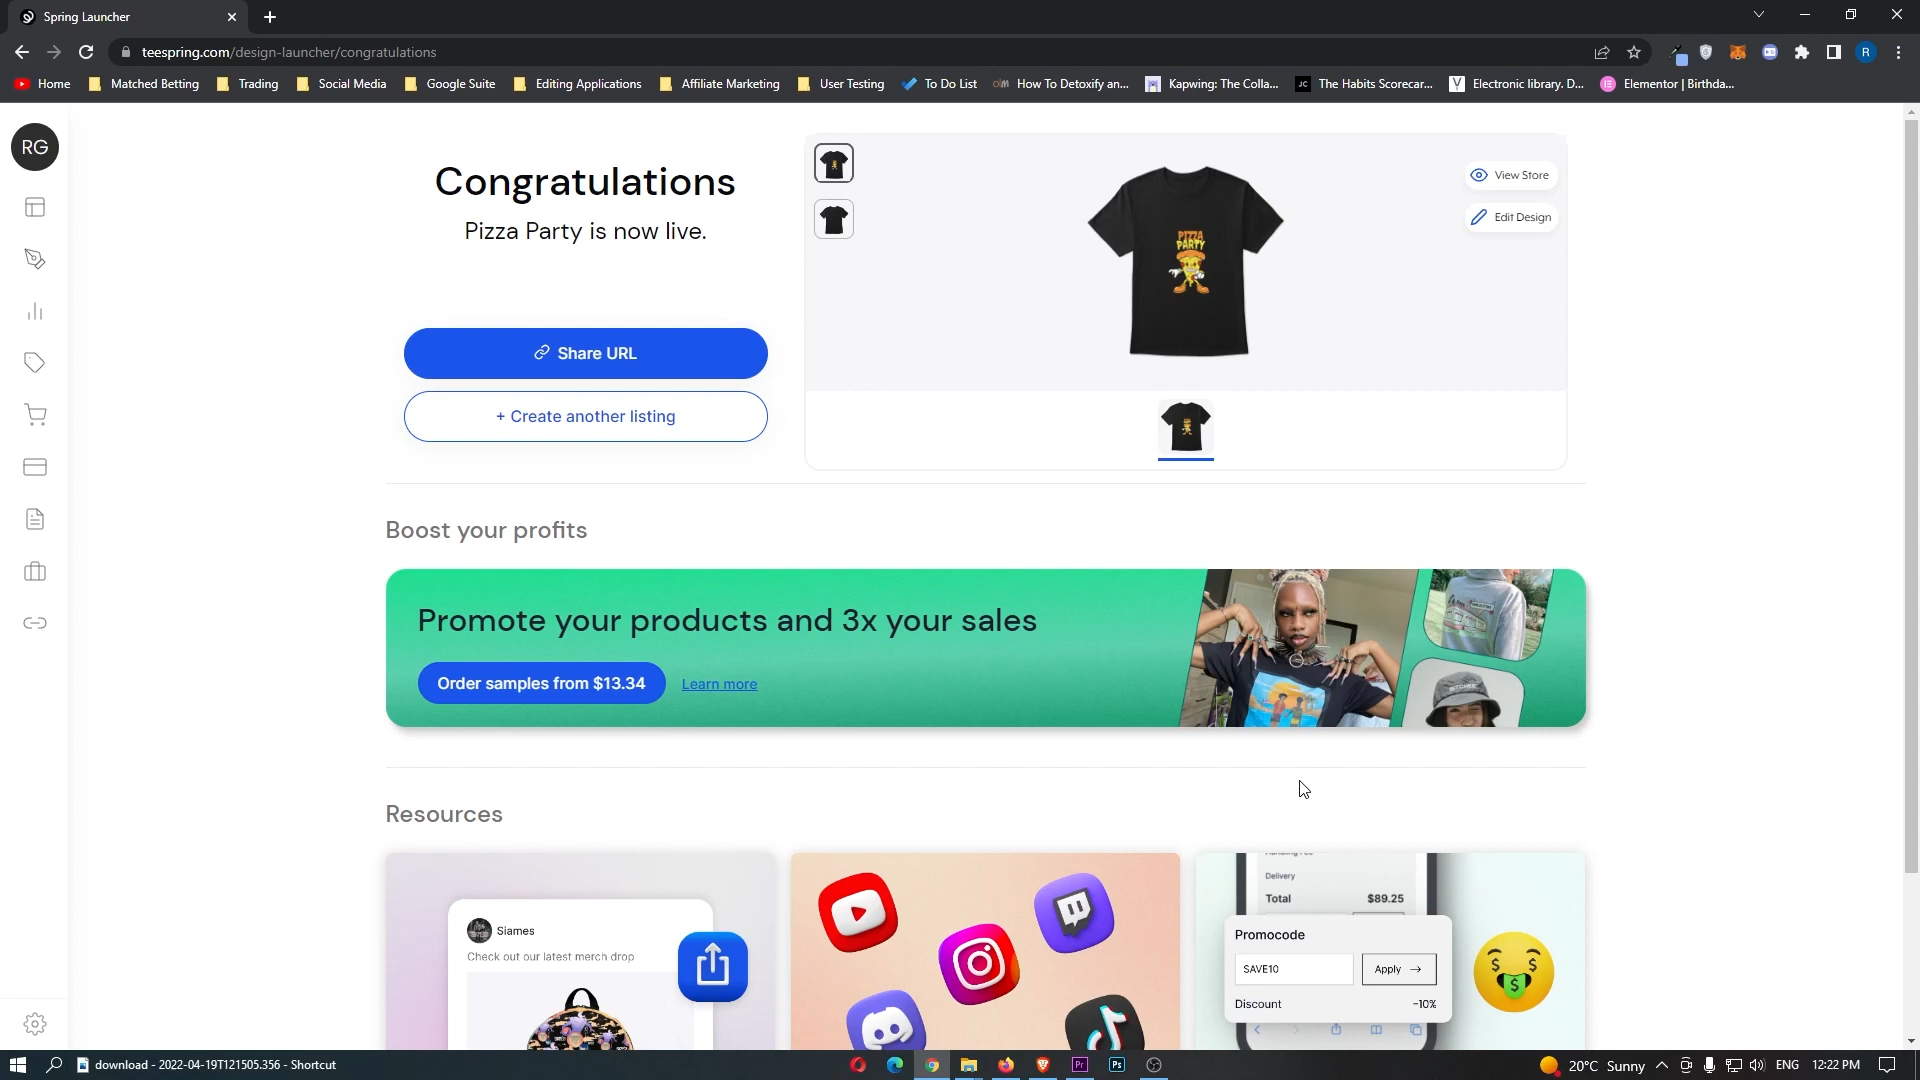 Spring Launcher
teespring.com/design-launcher/congratulations
R
Home
Matched Betting
Trading
Social Media
Google Suite
Editing Applications
Affiliate Marketing
User Testing
To Do List
How To Detoxify an...
Kapwing: The Colla...
JC
The Habits Scorecar...
Electronic library. D...
Elementor | Birthda...
RG
Congratulations
Pizza Party is now live.
Share URL
+ Create another listing
View Store
Edit Design
PIZZA
PARTY
Boost your profits
Promote your products and 3x your sales
Order samples from $13.34
Learn more
Resources
Siames
Check out our latest merch drop
Delivery
Total $89.25
Promocode
SAVE10
Apply →
Discount -10%
download - 2022-04-19T121505.356 - Shortcut
Pr
Ps
20°C Sunny
ENG
12:22 PM